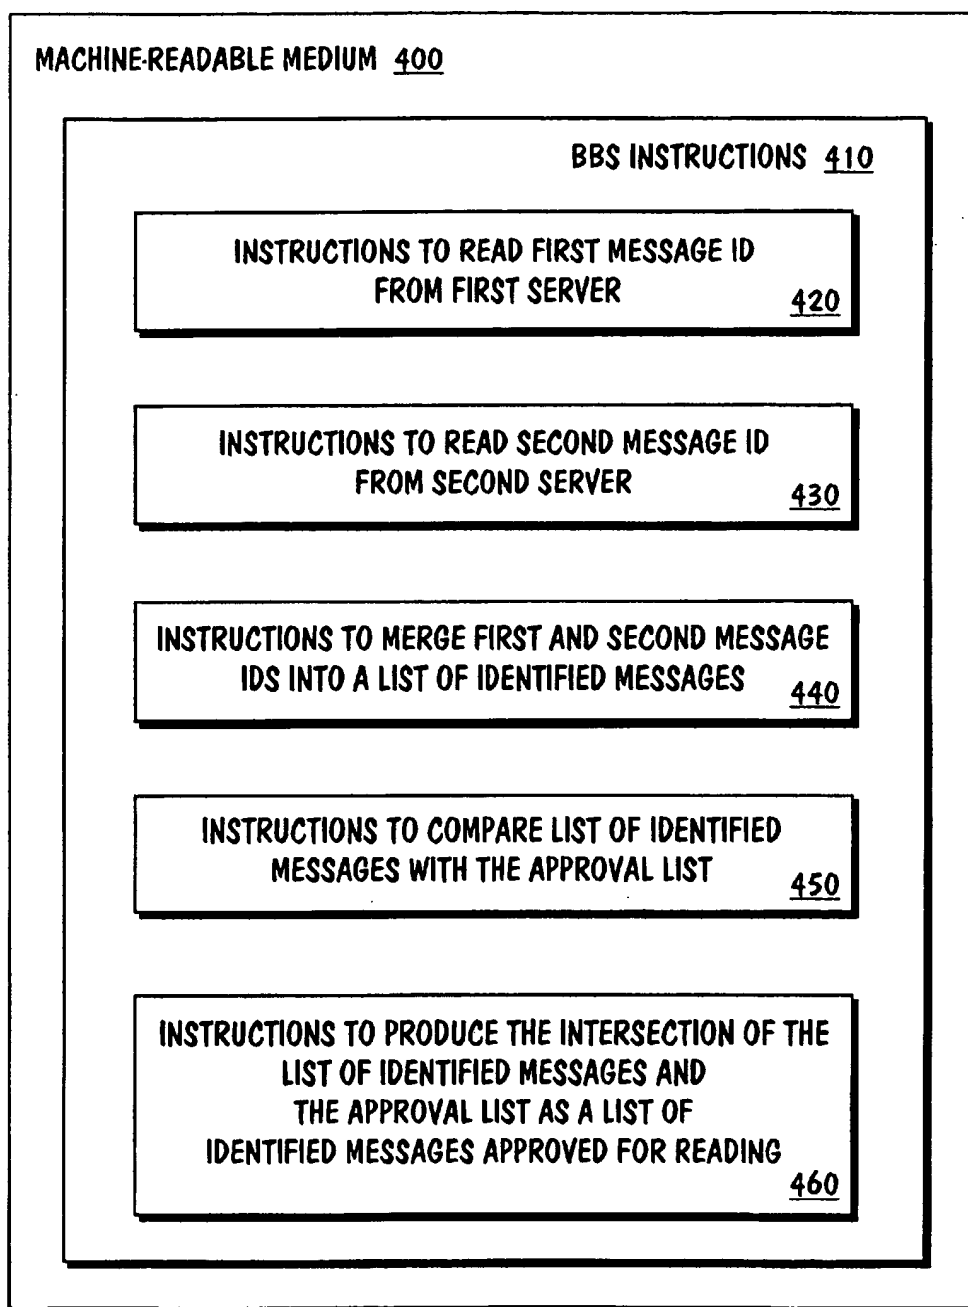 MACHINE-READABLE MEDIUM 400
BBS INSTRUCTIONS 410
INSTRUCTIONS TO READ FIRST MESSAGE ID
FROM FIRST SERVER
420
INSTRUCTIONS TO READ SECOND MESSAGE ID
FROM SECOND SERVER
430
INSTRUCTIONS TO MERGE FIRST AND SECOND MESSAGE
IDS INTO A LIST OF IDENTIFIED MESSAGES
440
INSTRUCTIONS TO COMPARE LIST OF IDENTIFIED
MESSAGES WITH THE APPROVAL LIST
450
INSTRUCTIONS TO PRODUCE THE INTERSECTION OF THE
LIST OF IDENTIFIED MESSAGES AND
THE APPROVAL LIST AS A LIST OF
IDENTIFIED MESSAGES APPROVED FOR READING
460